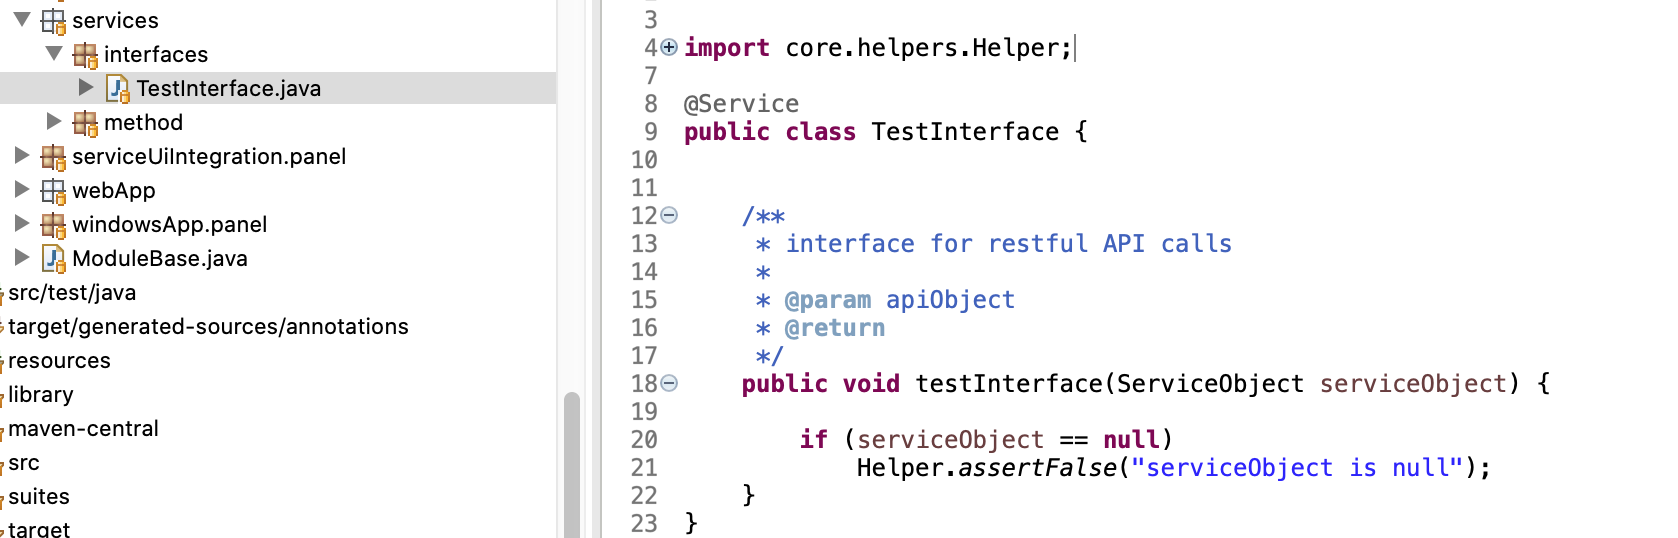 services
interfaces
TestInterface.java
method
serviceUiIntegration.panel
webApp
windowsApp.panel
ModuleBase.java
src/test/java
target/generated-sources/annotations
resources
library
maven-central
src
suites
target
3
4 import core.helpers.Helper;
7
8 @Service
9 public class TestInterface {
10
11
12 /**
13 * interface for restful API calls
14 *
15 * @param apiObject
16 * @return
17 */
18 public void testInterface(ServiceObject serviceObject) {
19
20 if (serviceObject == null)
21 Helper.assertFalse("serviceObject is null");
22 }
23 }